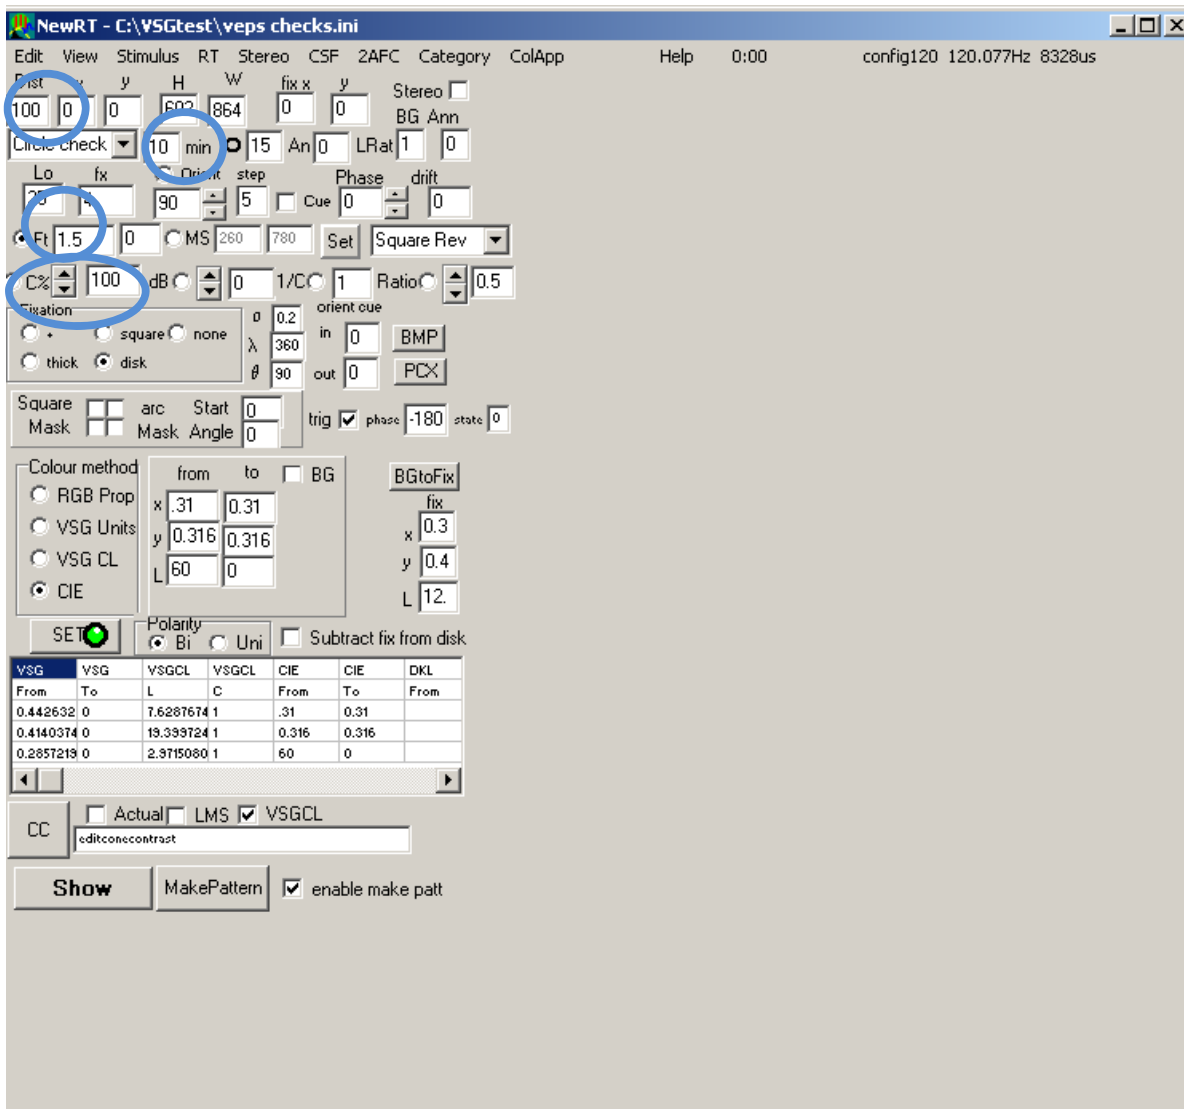 NewRT - C:\VSGtest\veps checks.ini
Edit View Stimulus RT Stereo CSF 2AFC Category ColApp Help 0:00 config120 120.077Hz 8328us
Dist y H W fix x y Stereo
100 0 0 864 0 0 BG Ann
Circle check 10 min 15 An 0 LRat 1 0
Lo fx Orient step Phase drift
90 5 Cue 0 0
Ft 1.5 0 MS 260 780 Set Square Rev
C% 100 dB 0 1/C 1 Ratio 0.5
Fixation ø 0.2 orient cue
+ square none λ 360 in 0 BMP
thick disk θ 90 out 0 PCX
Square Mask arc Mask Start 0 Angle 0 trig phase -180 state 0
Colour method from to BG BGtoFix
RGB Prop x .31 0.31 fix
VSG Units y 0.316 0.316 x 0.3
VSG CL L 60 0 y 0.4
CIE L 12.
SET Polarity Bi Uni Subtract fix from disk
VSG VSG VSGCL VSGCL CIE CIE DKL
From To L C From To From
0.442632 0 7.6287674 1 .31 0.31
0.4140374 0 19.399724 1 0.316 0.316
0.2857219 0 2.9715080 1 60 0
CC Actual LMS VSGCL
editconecontrast
Show MakePattern enable make patt